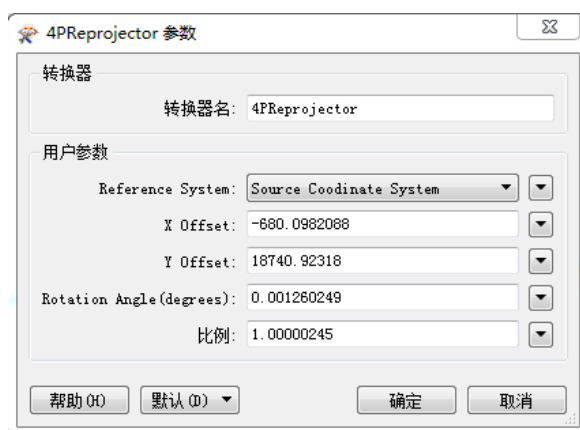 4PReprojector 参数
转换器
转换器名: 4PReprojector
用户参数
Reference System: Source Coodinate System
X Offset: -680.0982088
Y Offset: 18740.92318
Rotation Angle(degrees): 0.001260249
比例: 1.00000245
帮助(H) 默认(D) 确定 取消